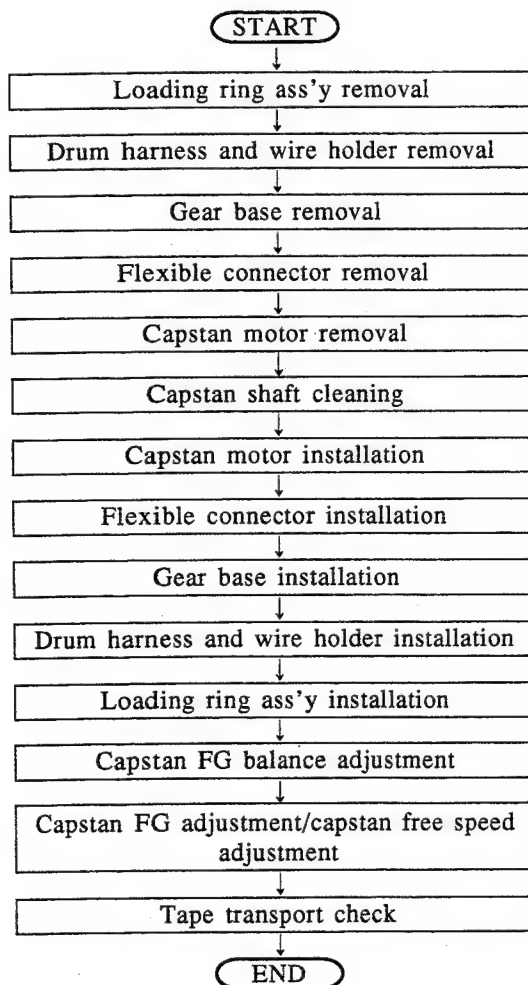 START
Loading ring ass'y removal
Drum harness and wire holder removal
Gear base removal
Flexible connector removal
Capstan motor removal
Capstan shaft cleaning
Capstan motor installation
Flexible connector installation
Gear base installation
Drum harness and wire holder installation
Loading ring ass'y installation
Capstan FG balance adjustment
Capstan FG adjustment/capstan free speed
adjustment
Tape transport check
END